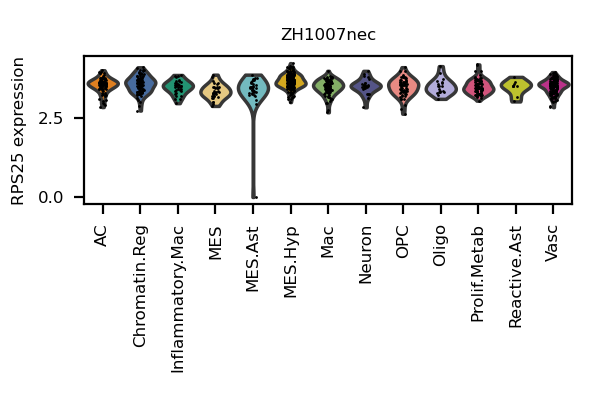 ZH1007nec
RPS25 expression
2.5
0.0
AC
Chromatin.Reg
Inflammatory.Mac
MES
MES.Ast
MES.Hyp
Mac
Neuron
OPC
Oligo
Prolif.Metab
Reactive.Ast
Vasc